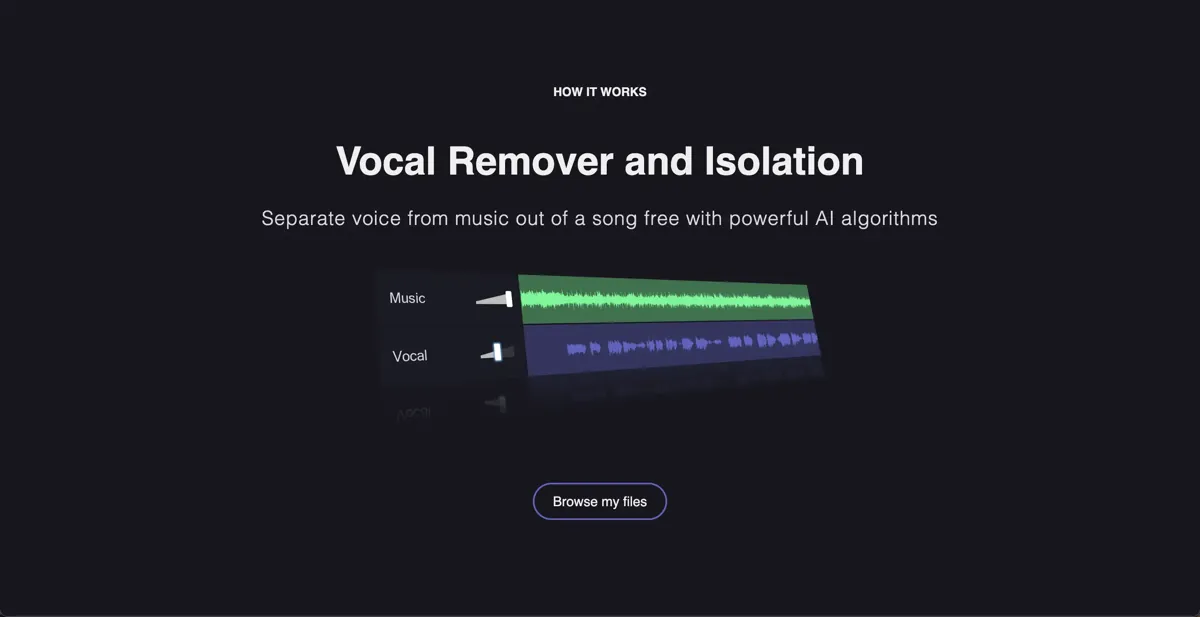 HOW IT WORKS
Vocal Remover and Isolation
Separate voice from music out of a song free with powerful AI algorithms
Music
Vocal
Browse my files